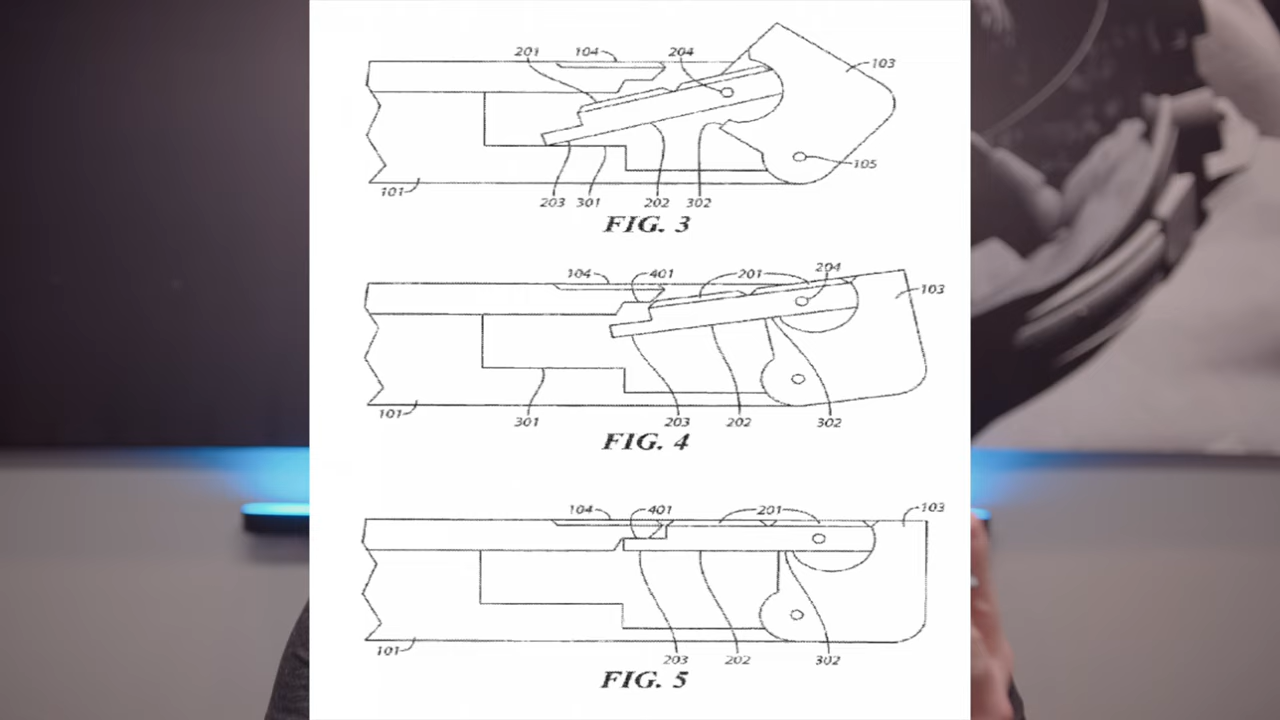 201 104 204
103
105
101
203 301 202 302
FIG. 3
104 401 201 204
103
101
301 203 202 302
FIG. 4
104 401 201 103
101
203 202 302
FIG. 5